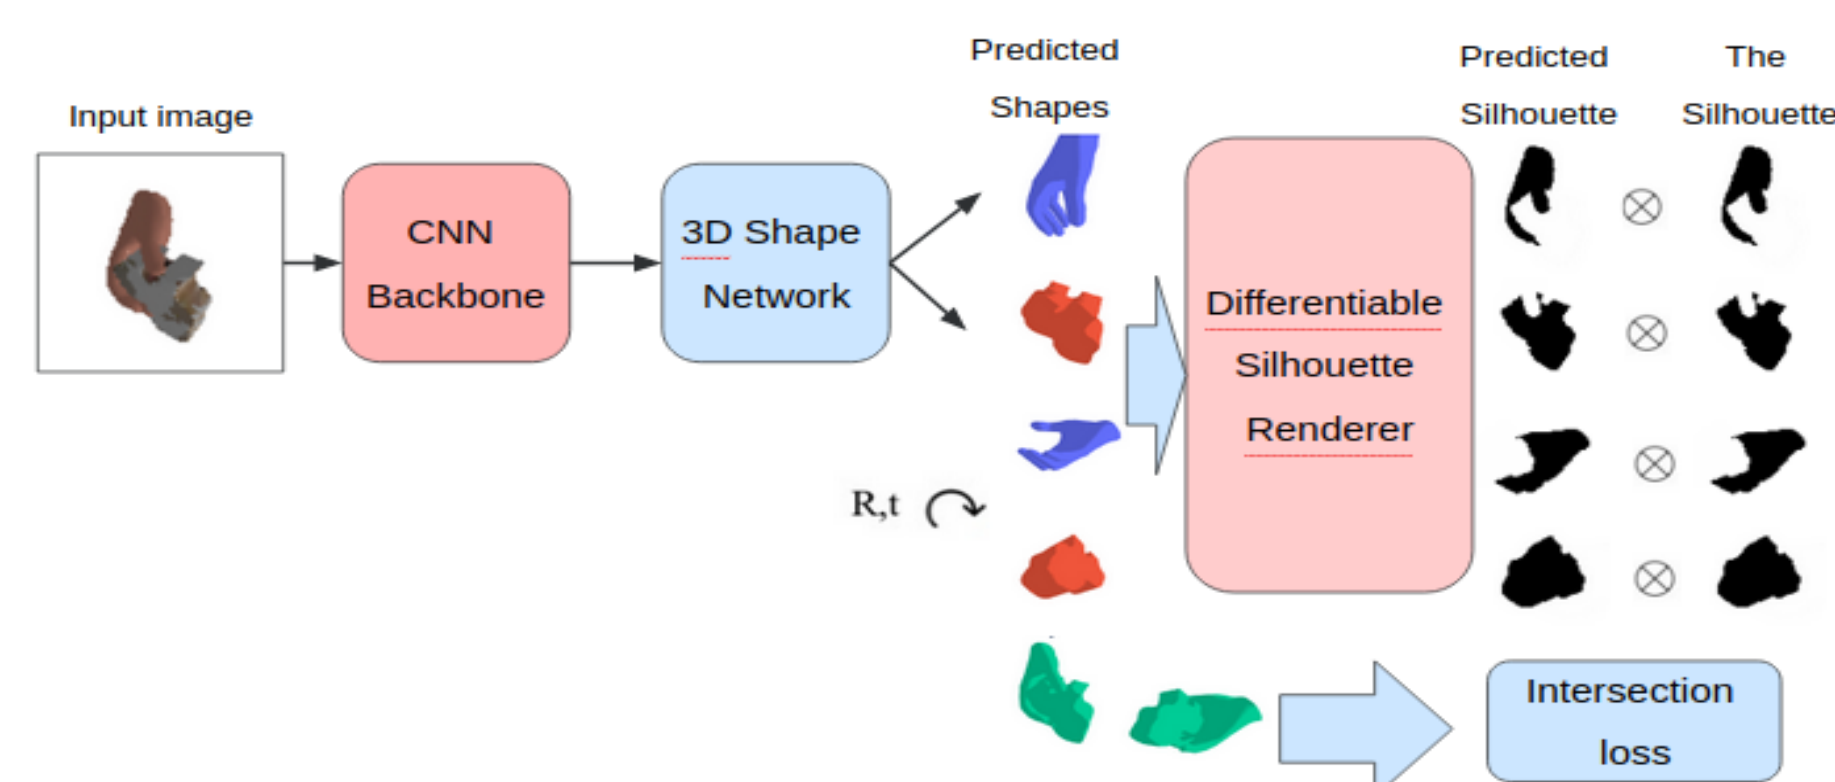 Input image
CNN
Backbone
3D Shape
Network
Predicted
Shapes
R,t
Differentiable
Silhouette
Renderer
Predicted
Silhouette
The
Silhouette
Intersection
loss